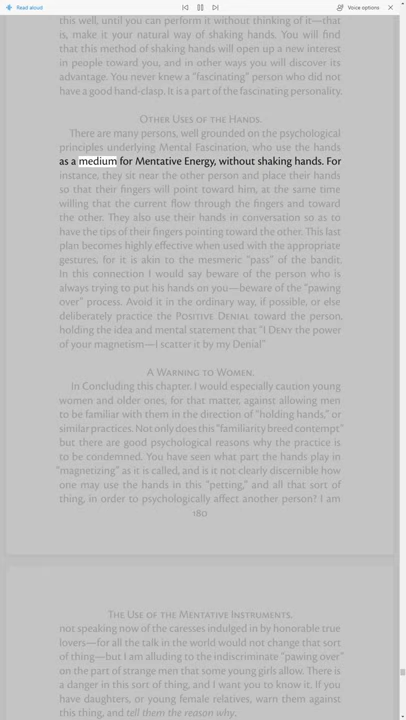 Read aloud
Voice options
this well, until you can perform it without thinking of it—that
is, make it your natural way of shaking hands. You will find
that this method of shaking hands will open up a new interest
in people toward you, and in other ways you will discover its
advantage. You never knew a “fascinating” person who did not
have a good hand-clasp. It is a part of the fascinating personality.
Other Uses of the Hands.
There are many persons, well grounded on the psychological
principles underlying Mental Fascination, who use the hands
as a medium for Mentative Energy, without shaking hands. For
instance, they sit near the other person and place their hands
so that their fingers will point toward him, at the same time
willing that the current flow through the fingers and toward
the other. They also use their hands in conversation so as to
have the tips of their fingers pointing toward the other. This last
plan becomes highly effective when used with the appropriate
gestures, for it is akin to the mesmeric “pass” of the bandit.
In this connection I would say beware of the person who is
always trying to put his hands on you—beware of the “pawing
over” process. Avoid it in the ordinary way, if possible, or else
deliberately practice the Positive Denial toward the person,
holding the idea and mental statement that “I Deny the power
of your magnetism—I scatter it by my Denial”
A Warning to Women.
In Concluding this chapter. I would especially caution young
women and older ones, for that matter, against allowing men
to be familiar with them in the direction of “holding hands,” or
similar practices. Not only does this “familiarity breed contempt”
but there are good psychological reasons why the practice is
to be condemned. You have seen what part the hands play in
“magnetizing” as it is called, and is it not clearly discernible how
one may use the hands in this “petting,” and all that sort of
thing, in order to psychologically affect another person? I am
180
The Use of the Mentative Instruments.
not speaking now of the caresses indulged in by honorable true
lovers—for all the talk in the world would not change that sort
of thing—but I am alluding to the indiscriminate “pawing over”
on the part of strange men that some young girls allow. There is
a danger in this sort of thing, and I want you to know it. If you
have daughters, or young female relatives, warn them against
this thing, and tell them the reason why.